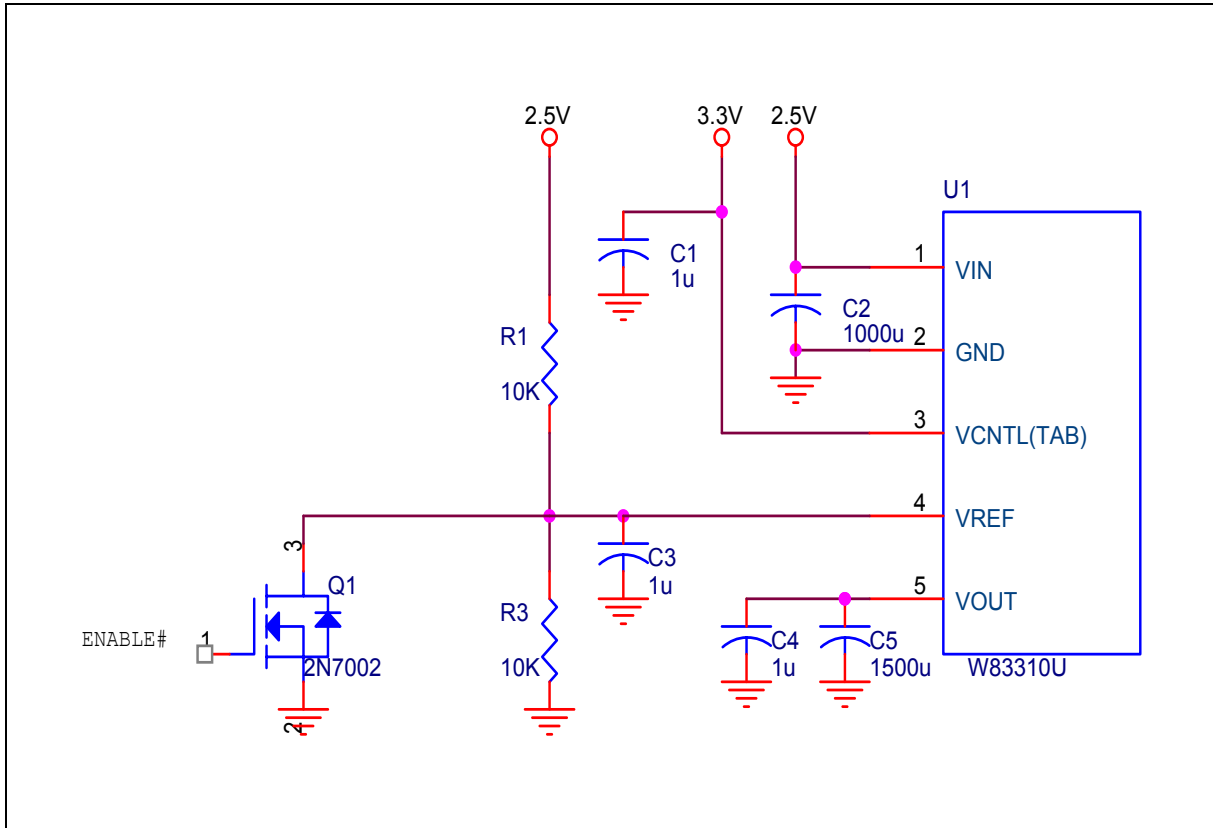 2.5V
3.3V
2.5V
U1
C1
1u
1
VIN
C2
1000u
2
GND
R1
10K
3
VCNTL(TAB)
4
VREF
3
C3
1u
Q1
5
VOUT
R3
10K
ENABLE#
1
2N7002
C4
1u
C5
1500u
W83310U
2